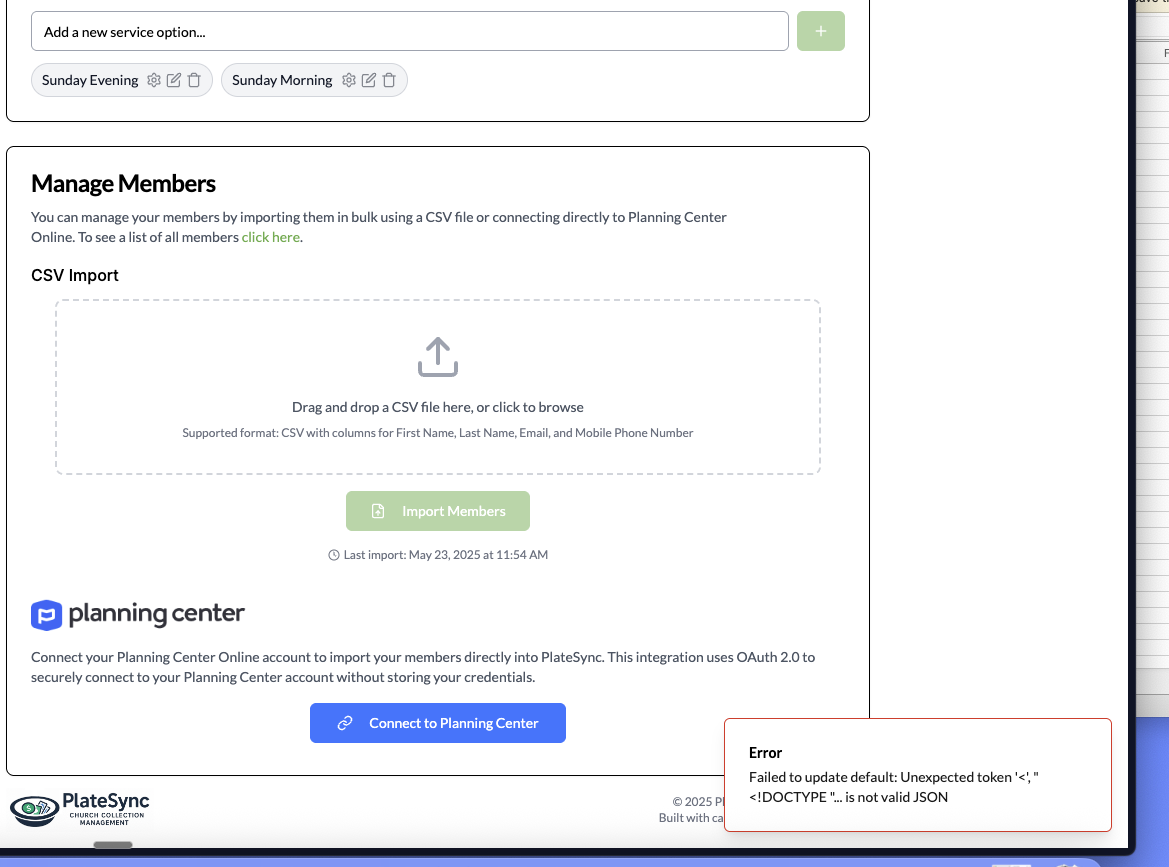 Add a new service option...
+
Sunday Evening
Sunday Morning
Manage Members
You can manage your members by importing them in bulk using a CSV file or connecting directly to Planning Center
Online. To see a list of all members click here.
CSV Import
Drag and drop a CSV file here, or click to browse
Supported format: CSV with columns for First Name, Last Name, Email, and Mobile Phone Number
Import Members
Last import: May 23, 2025 at 11:54 AM
planning center
Connect your Planning Center Online account to import your members directly into PlateSync. This integration uses OAuth 2.0 to
securely connect to your Planning Center account without storing your credentials.
Connect to Planning Center
Error
Failed to update default: Unexpected token '<', "
<!DOCTYPE "... is not valid JSON
PlateSync
CHURCH COLLECTION
MANAGEMENT
© 2025
Built with